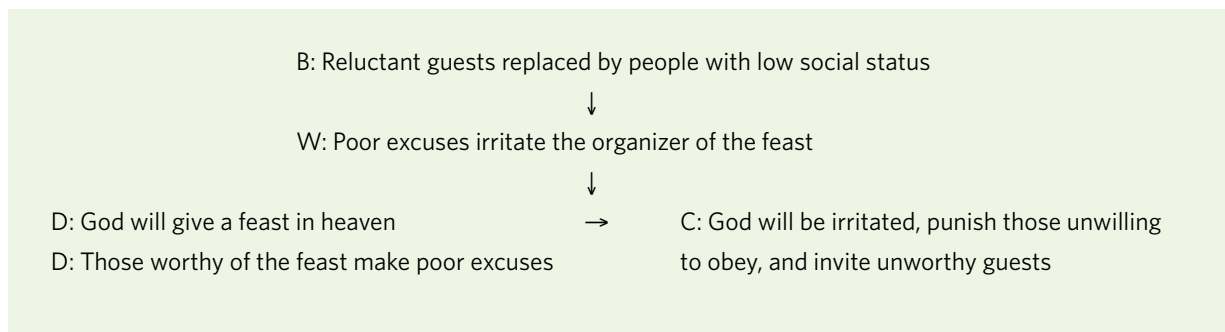 B: Reluctant guests replaced by people with low social status
↓
W: Poor excuses irritate the organizer of the feast
↓
D: God will give a feast in heaven → C: God will be irritated, punish those unwilling
D: Those worthy of the feast make poor excuses to obey, and invite unworthy guests